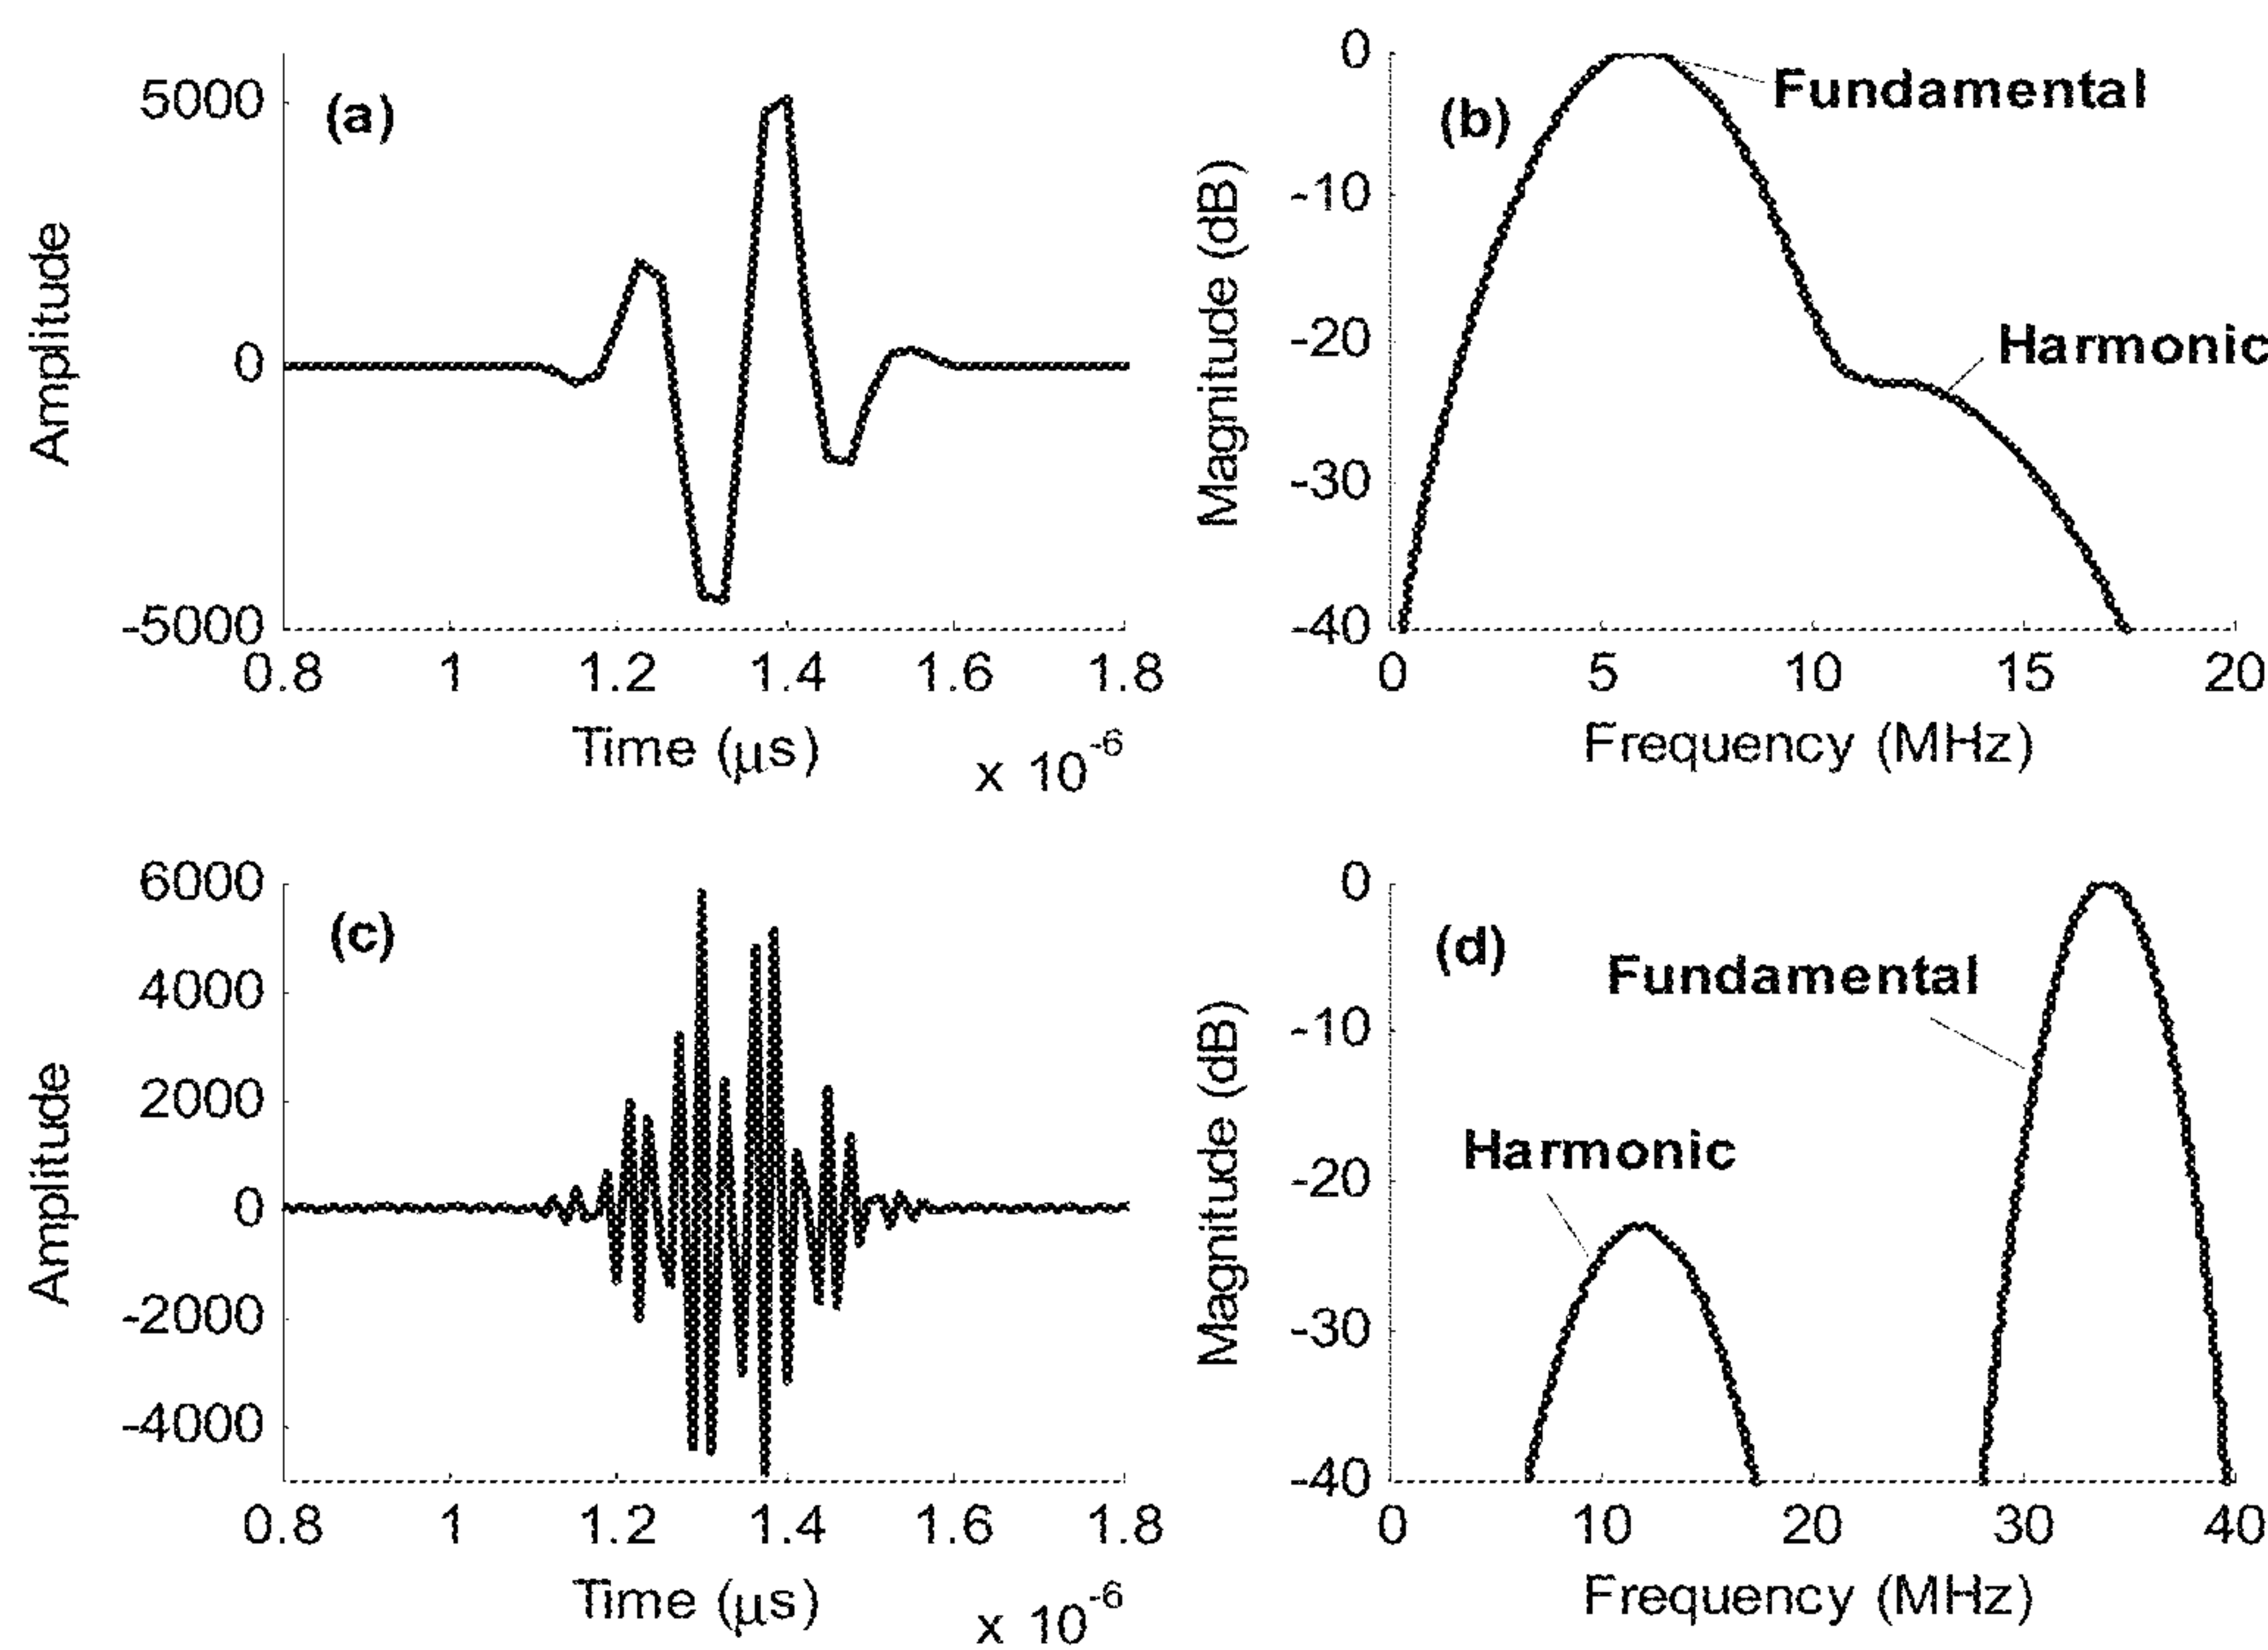 (a)
5000
0
-5000
Amplitude
0.8 1 1.2 1.4 1.6 1.8
Time (μs)
x 10-6
(b)
Fundamental
Harmonic
0
-10
-20
-30
-40
Magnitude (dB)
0 5 10 15 20
Frequency (MHz)
(c)
6000
4000
2000
0
-2000
-4000
Amplitude
0.8 1 1.2 1.4 1.6 1.8
Time (μs)
x 10-6
(d)
Fundamental
Harmonic
0
-10
-20
-30
-40
Magnitude (dB)
0 10 20 30 40
Frequency (MHz)